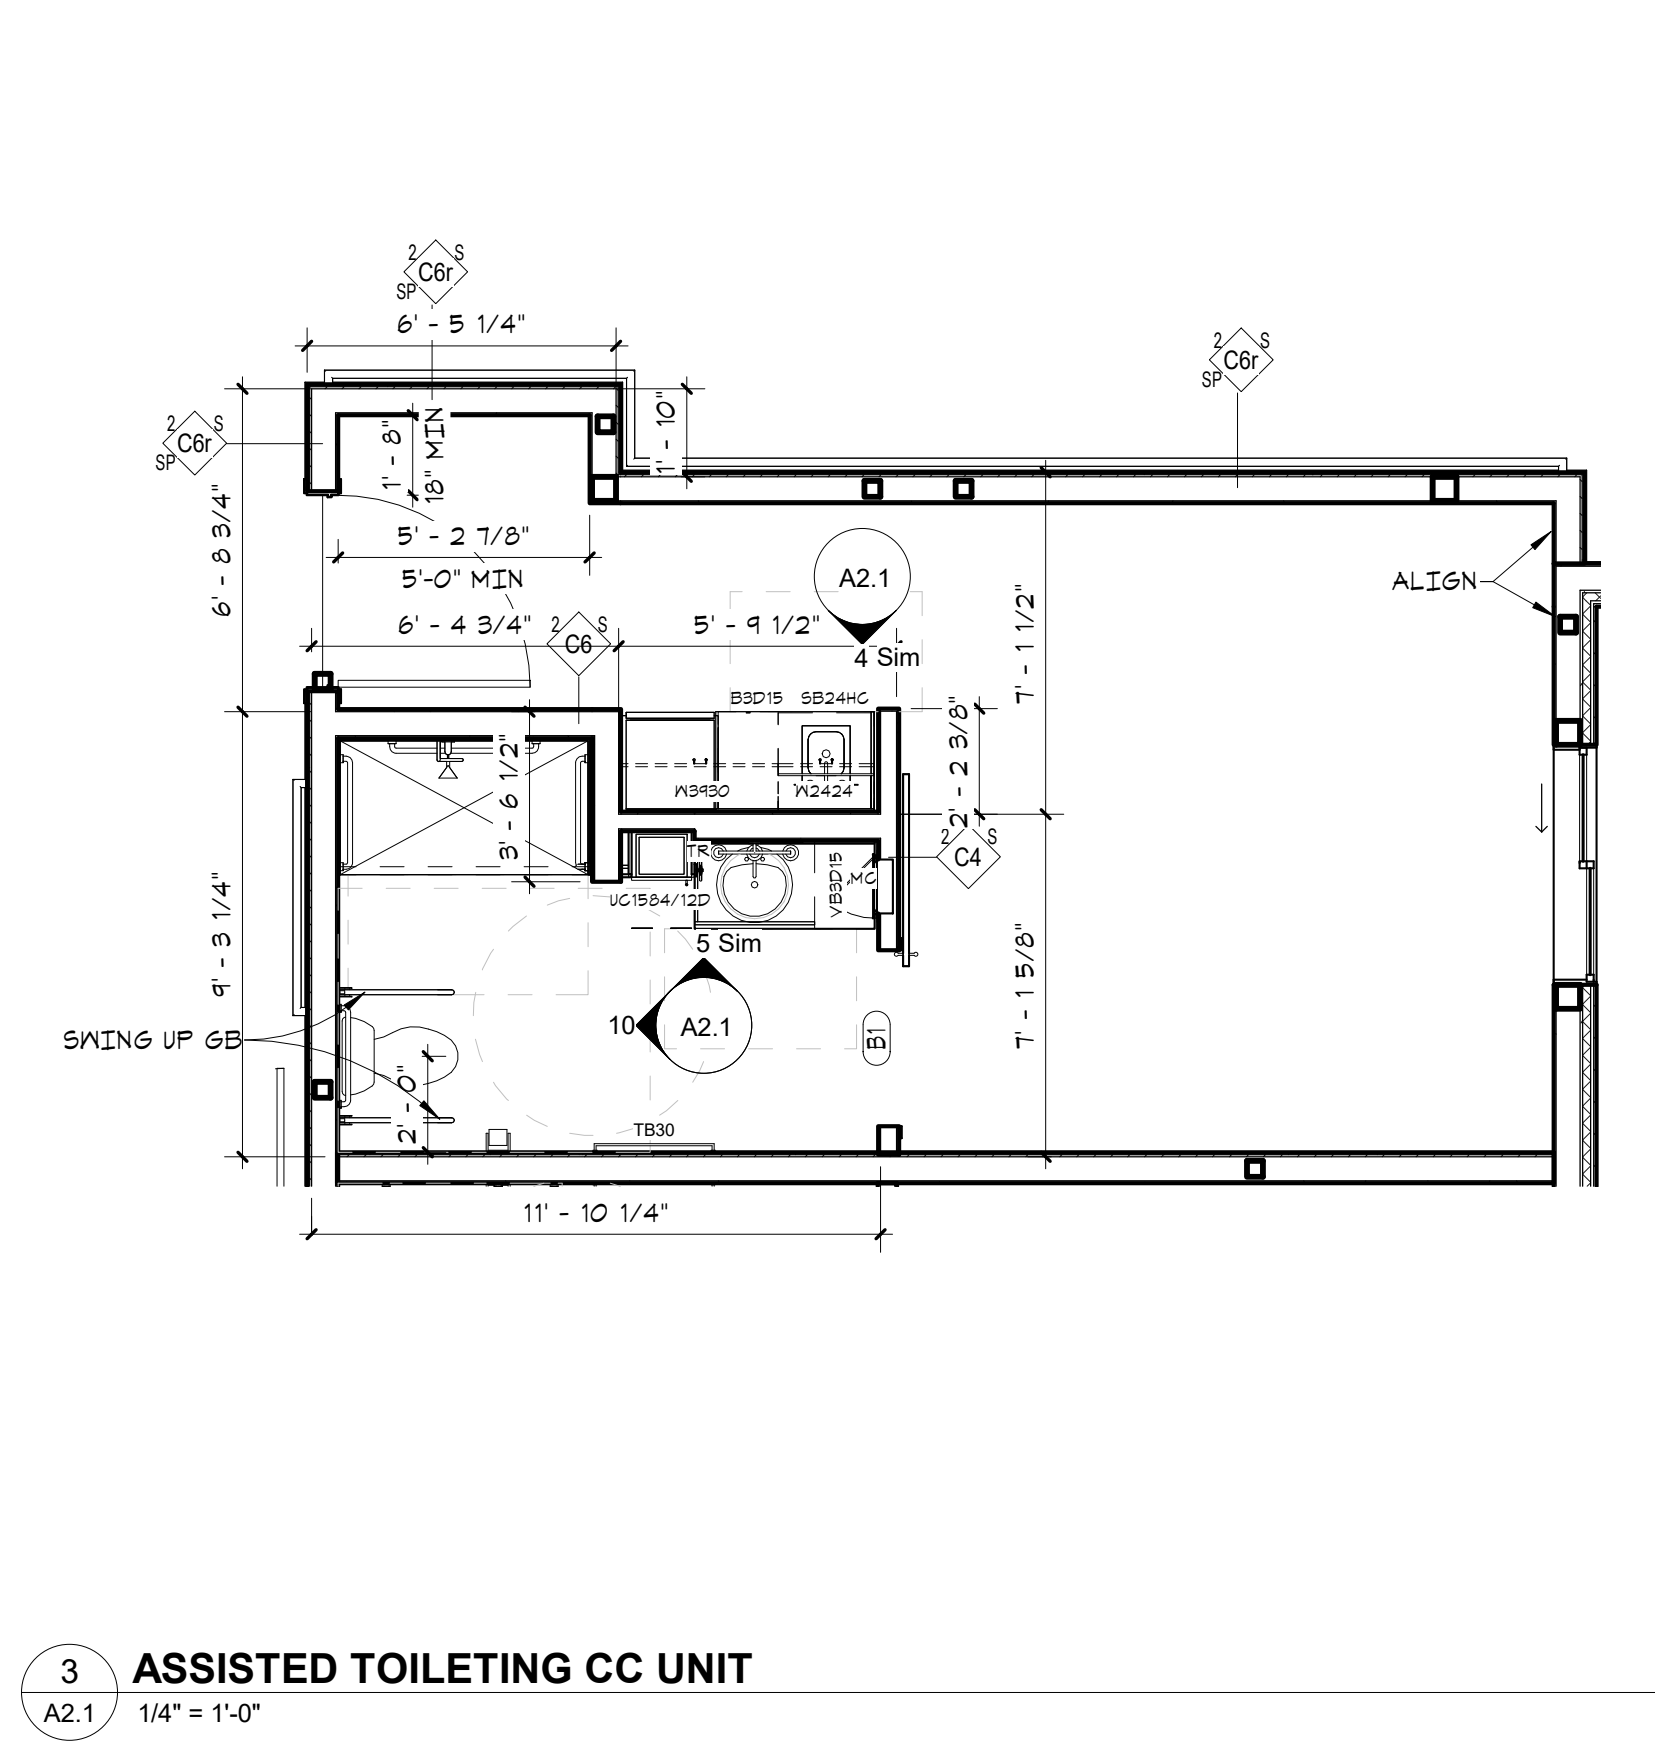 2 S
C6r
SP
6' - 5 1/4"
2 S
C6r
SP
2 S
C6r
SP
1' - 8"
18" MIN
1' - 10"
6' - 8 3/4"
5' - 2 7/8"
5'-0" MIN
6' - 4 3/4"
2 S
C6
5' - 9 1/2"
A2.1
4 Sim
7' - 1 1/2"
ALIGN
B3D15
SB24HC
2' - 2 3/8"
3' - 6 1/2"
W3930
W2424
2 S
C4
TR
UC1584/12D
VB3D15
MC
5 Sim
9' - 3 1/4"
SWING UP GB
10
A2.1
B1
7' - 1 5/8"
2' - 0"
TB30
11' - 10 1/4"
3
A2.1
ASSISTED TOILETING CC UNIT
1/4" = 1'-0"